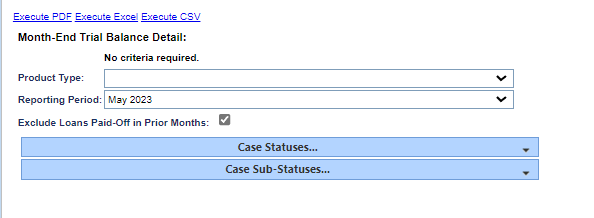 Execute PDF Execute Excel Execute CSV
Month-End Trial Balance Detail:
No criteria required.
Product Type:
Reporting Period: May 2023
Exclude Loans Paid-Off in Prior Months:
Case Statuses...
Case Sub-Statuses...